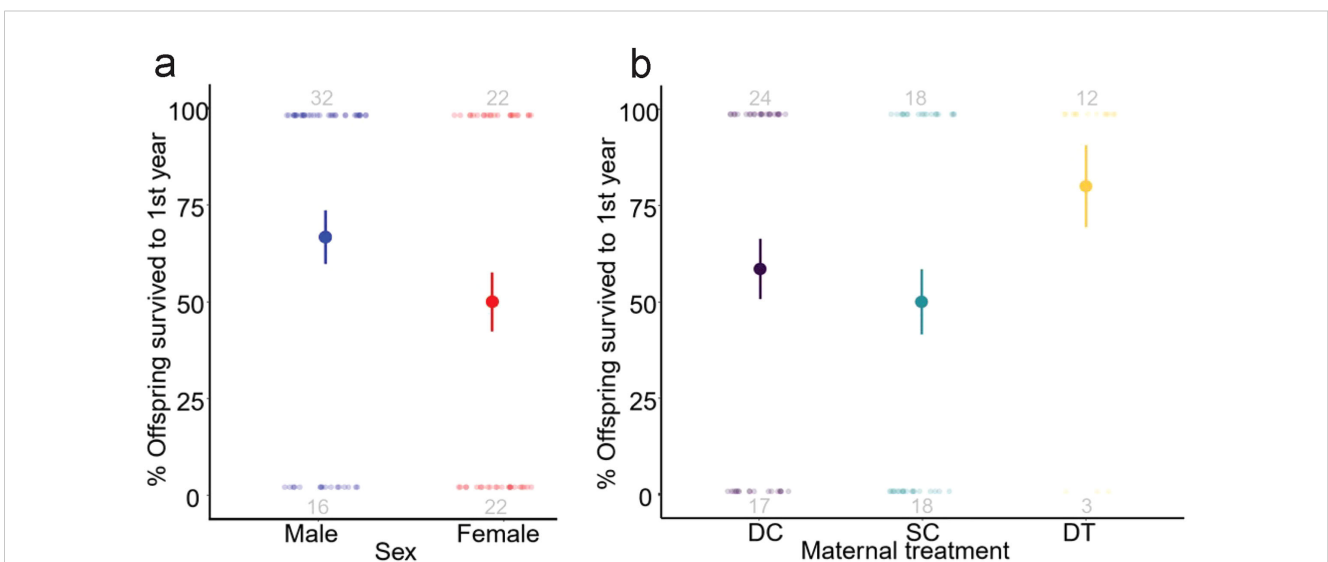 a
% Offspring survived to 1st year
100
75
50
25
0
32
22
16
22
Male
Female
Sex
b
% Offspring survived to 1st year
100
75
50
25
0
24
18
12
17
18
3
DC
SC
DT
Maternal treatment